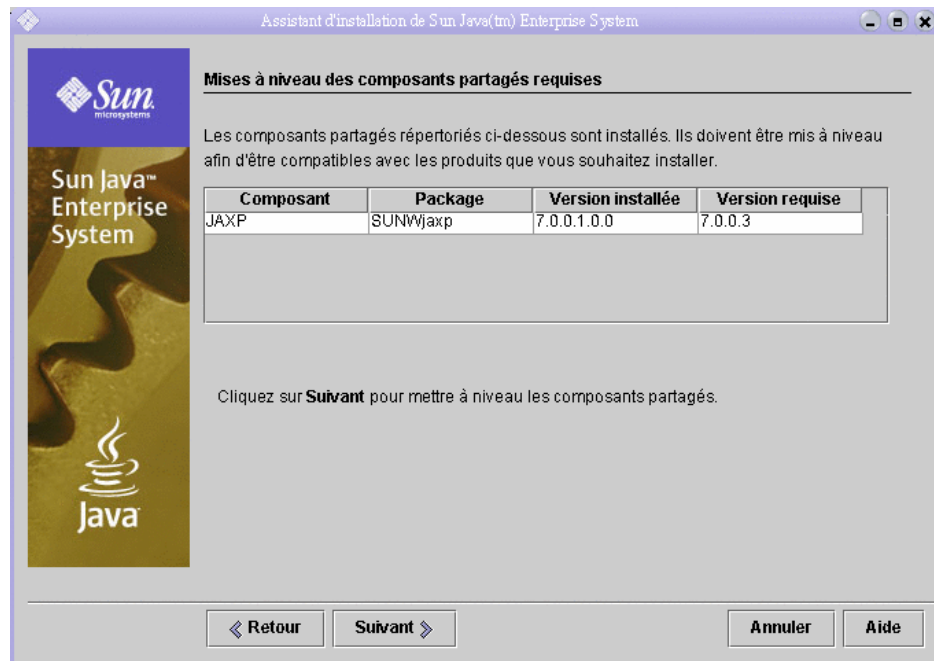 Assistant d'installation de Sun Java(tm) Enterprise System
Sun
microsystems
Sun Java™
Enterprise
System
Java
Mises à niveau des composants partagés requises
Les composants partagés répertoriés ci-dessous sont installés. Ils doivent être mis à niveau
afin d'être compatibles avec les produits que vous souhaitez installer.
Composant Package Version installée Version requise
JAXP SUNWjaxp 7.0.0.1.0.0 7.0.0.3
Cliquez sur Suivant pour mettre à niveau les composants partagés.
Retour Suivant Annuler Aide